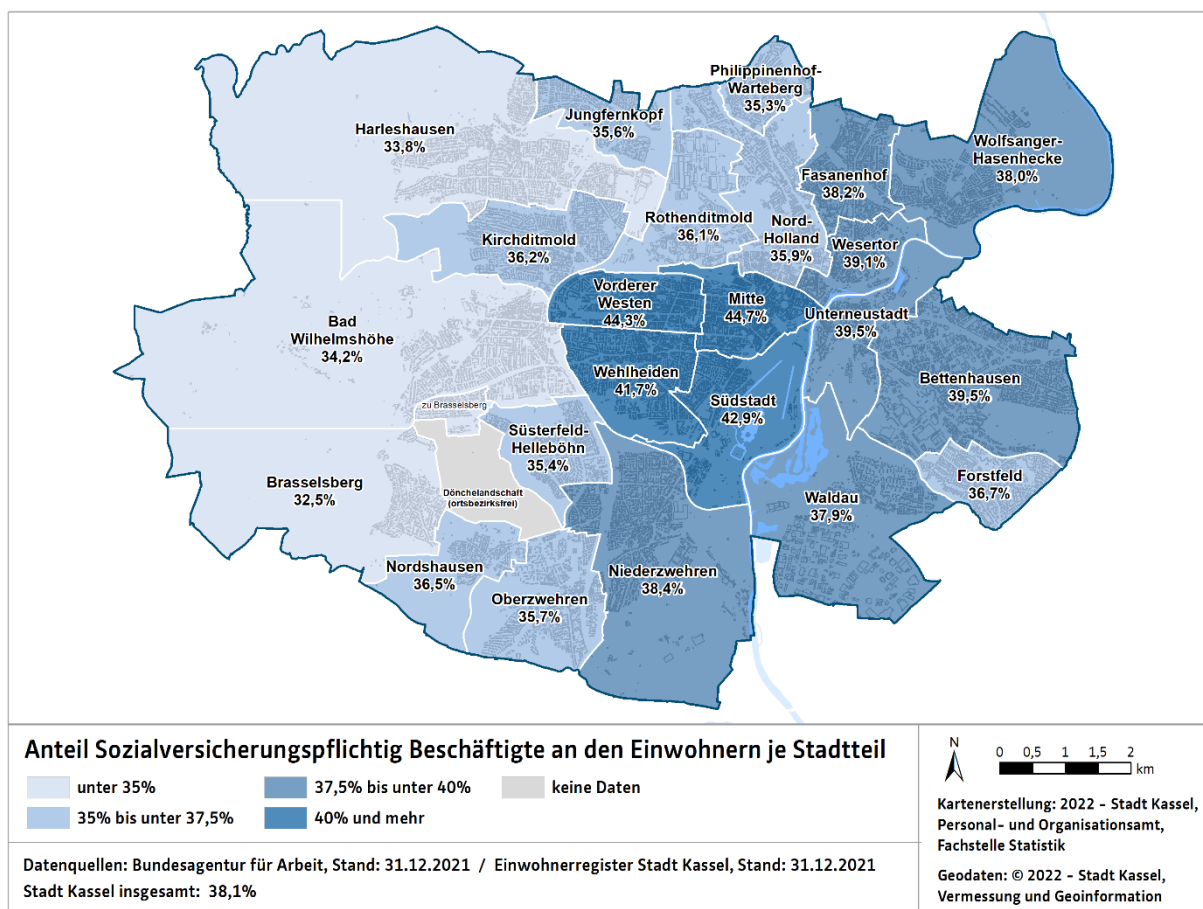 Philippinenhof-
Warteberg
35,3%
Jungfernkopf
35,6%
Harleshausen
33,8%
Wolfsanger-
Hasenhecke
38,0%
Fasanenhof
38,2%
Rothenditmold
36,1%
Nord-
Holland
35,9%
Kirchditmold
36,2%
Wesertor
39,1%
Vorderer
Westen
44,3%
Mitte
44,7%
Unterneustadt
39,5%
Bad
Wilhelmshöhe
34,2%
Wehlheiden
41,7%
Bettenhausen
39,5%
Südstadt
42,9%
zu Brasselsberg
Süsterfeld-
Helleböhn
35,4%
Brasselsberg
32,5%
Dönchelandschaft
(ortsbezirksfrei)
Forstfeld
36,7%
Waldau
37,9%
Nordshausen
36,5%
Niederzwehren
38,4%
Oberzwehren
35,7%
Anteil Sozialversicherungspflichtig Beschäftigte an den Einwohnern je Stadtteil
unter 35%
37,5% bis unter 40%
keine Daten
35% bis unter 37,5%
40% und mehr
Datenquellen: Bundesagentur für Arbeit, Stand: 31.12.2021 / Einwohnerregister Stadt Kassel, Stand: 31.12.2021
Stadt Kassel insgesamt: 38,1%
N
0 0,5 1 1,5 2
km
Kartenerstellung: 2022 - Stadt Kassel,
Personal- und Organisationsamt,
Fachstelle Statistik
Geodaten: © 2022 - Stadt Kassel,
Vermessung und Geoinformation